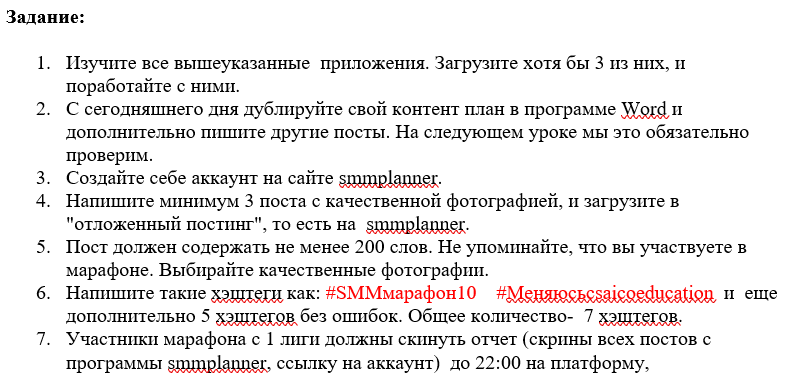 Задание:
1. Изучите все вышеуказанные приложения. Загрузите хотя бы 3 из них, и
поработайте с ними.
2. С сегодняшнего дня дублируйте свой контент план в программе Word и
дополнительно пишите другие посты. На следующем уроке мы это обязательно
проверим.
3. Создайте себе аккаунт на сайте smmplanner.
4. Напишите минимум 3 поста с качественной фотографией, и загрузите в
"отложенный постинг", то есть на smmplanner.
5. Пост должен содержать не менее 200 слов. Не упоминайте, что вы участвуете в
марафоне. Выбирайте качественные фотографии.
6. Напишите такие хэштеги как: #SMMмарафон10 #Меняюсьcsaicoeducation и еще
дополнительно 5 хэштегов без ошибок. Общее количество- 7 хэштегов.
7. Участники марафона с 1 лиги должны скинуть отчет (скрины всех постов с
программы smmplanner, ссылку на аккаунт) до 22:00 на платформу,